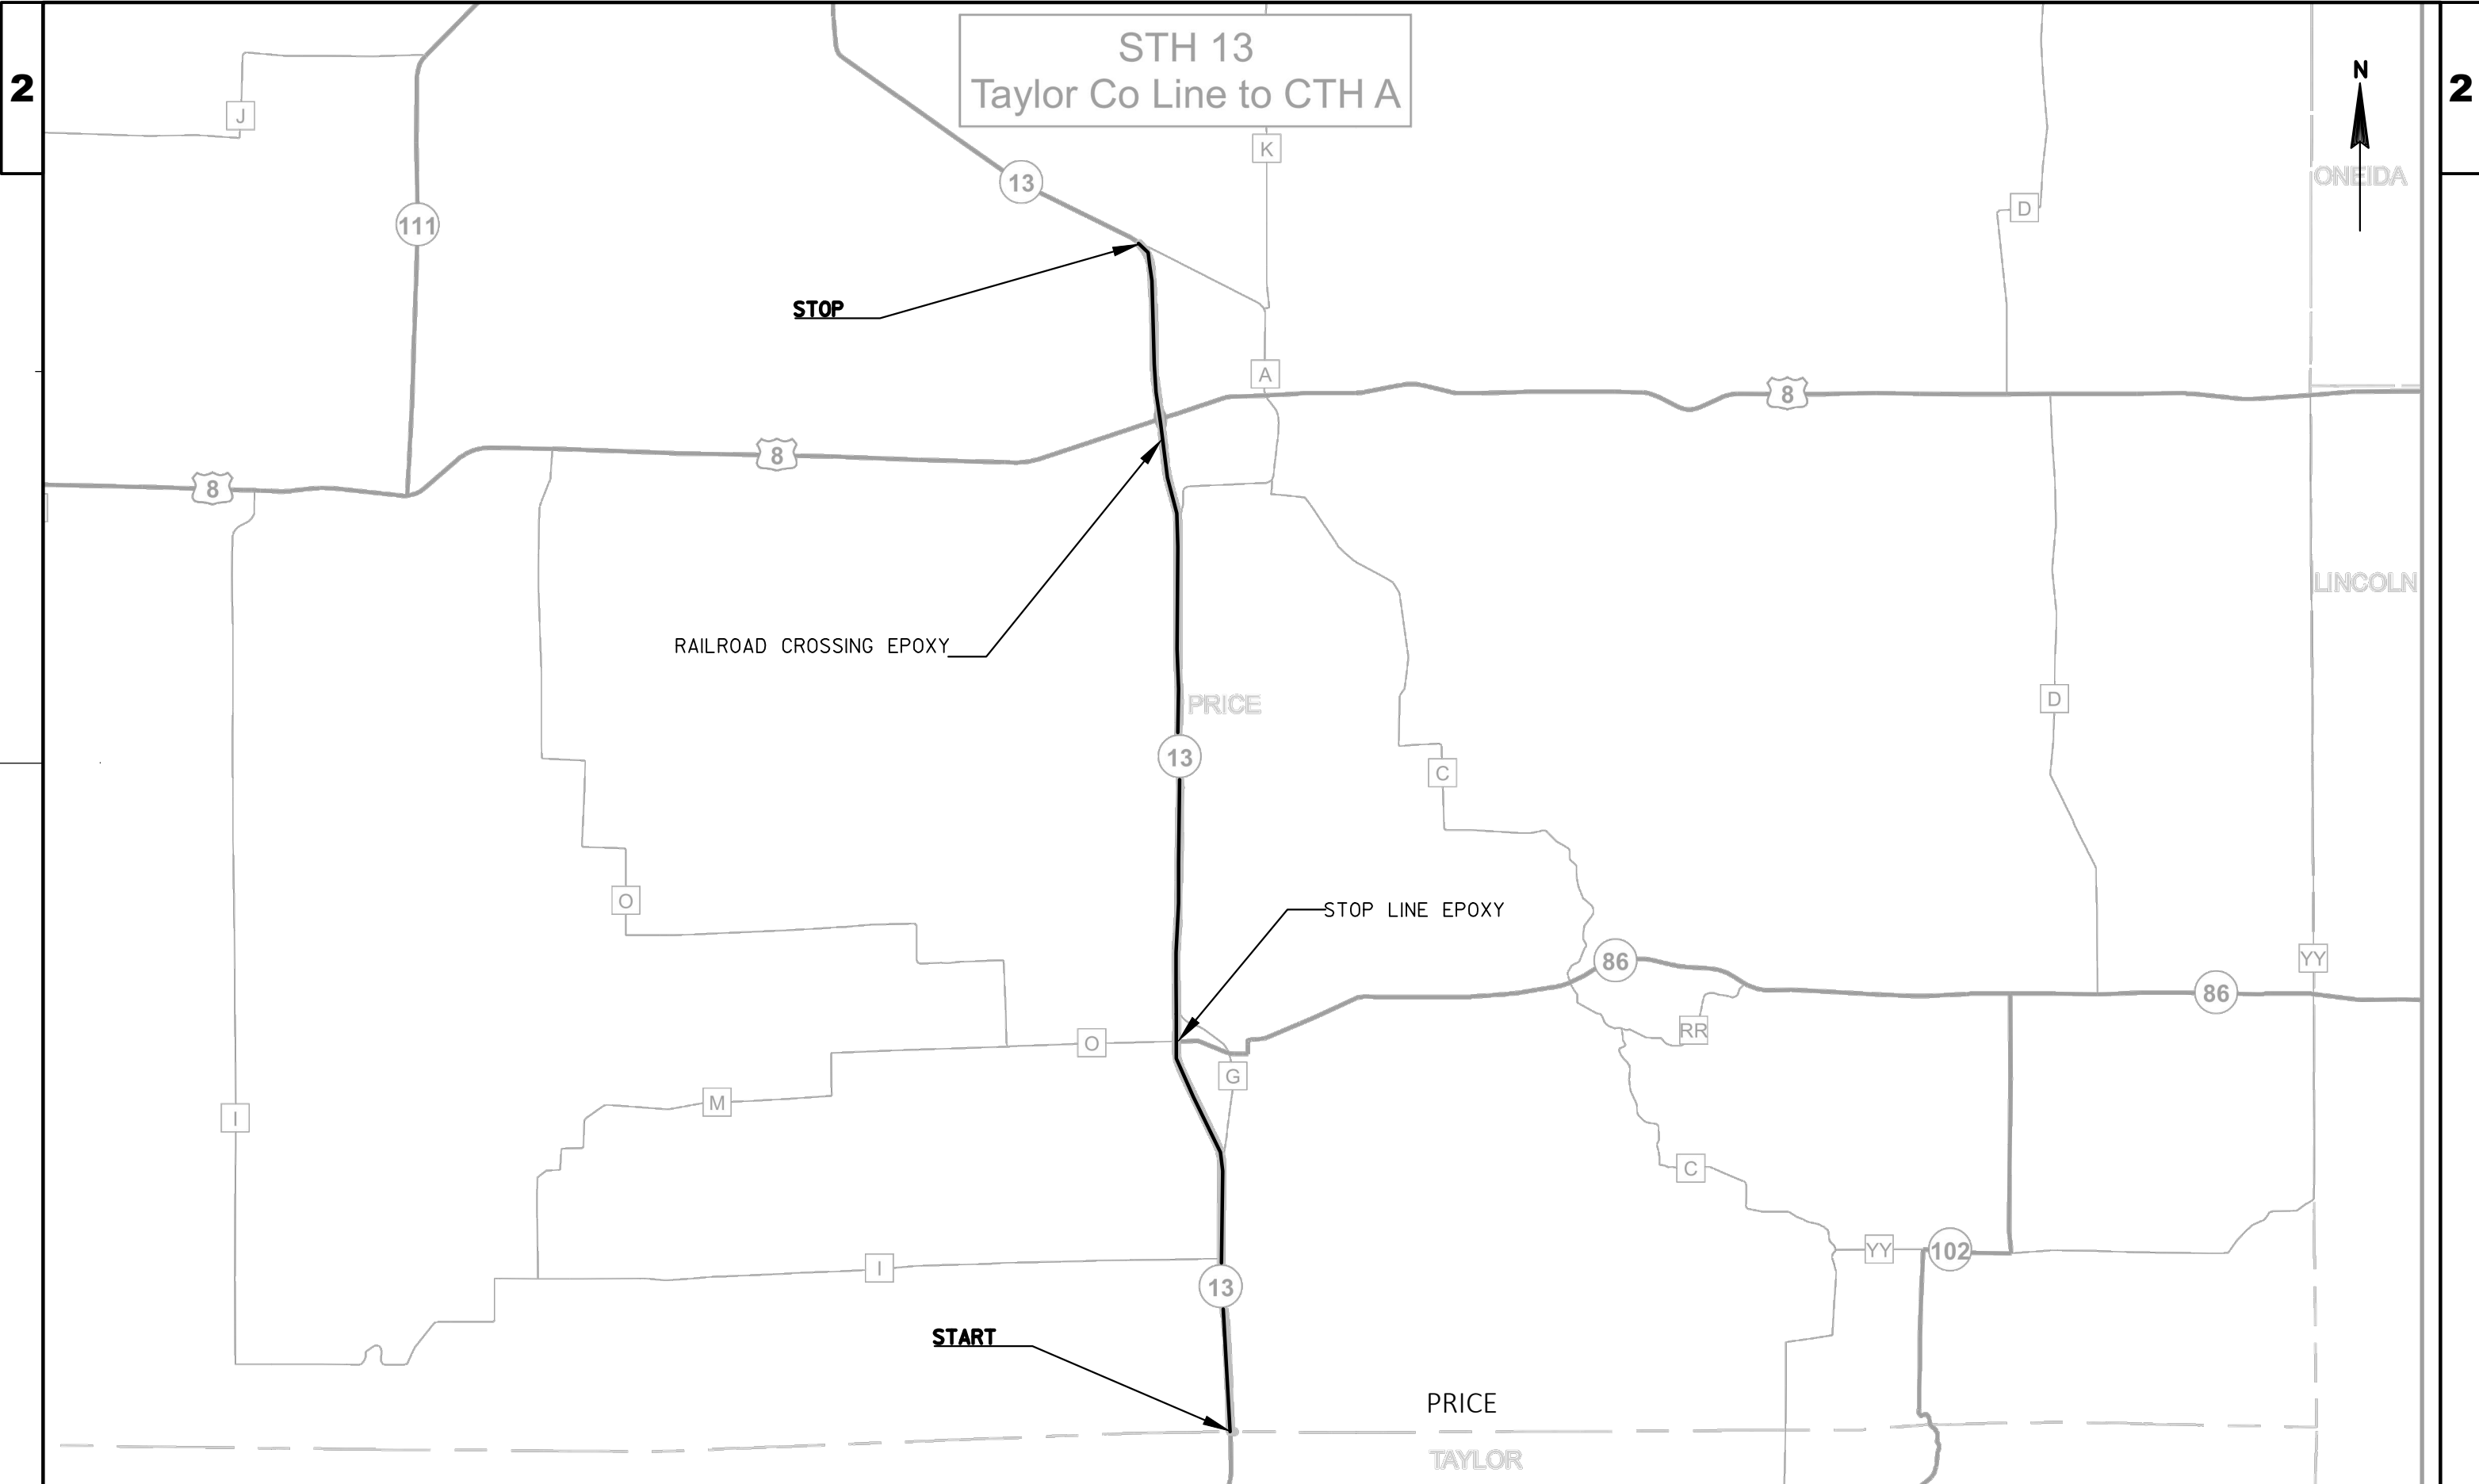 2
STH 13
Taylor Co Line to CTH A
2
N
J
K
ONEIDA
13
D
111
STOP
A
8
8
8
LINCOLN
RAILROAD CROSSING EPOXY
PRICE
D
13
C
O
STOP LINE EPOXY
86
YY
86
RR
O
G
M
I
C
YY
102
I
13
START
PRICE
TAYLOR